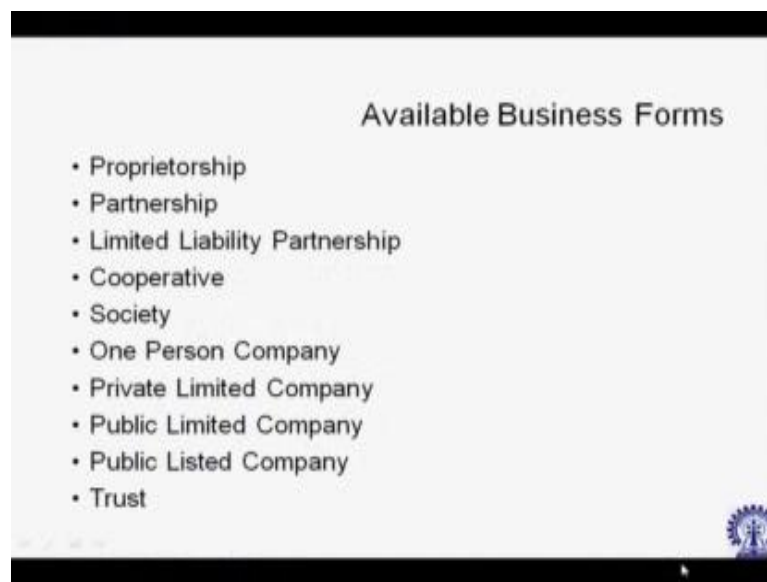 Available Business Forms
• Proprietorship
• Partnership
• Limited Liability Partnership
• Cooperative
• Society
• One Person Company
• Private Limited Company
• Public Limited Company
• Public Listed Company
• Trust